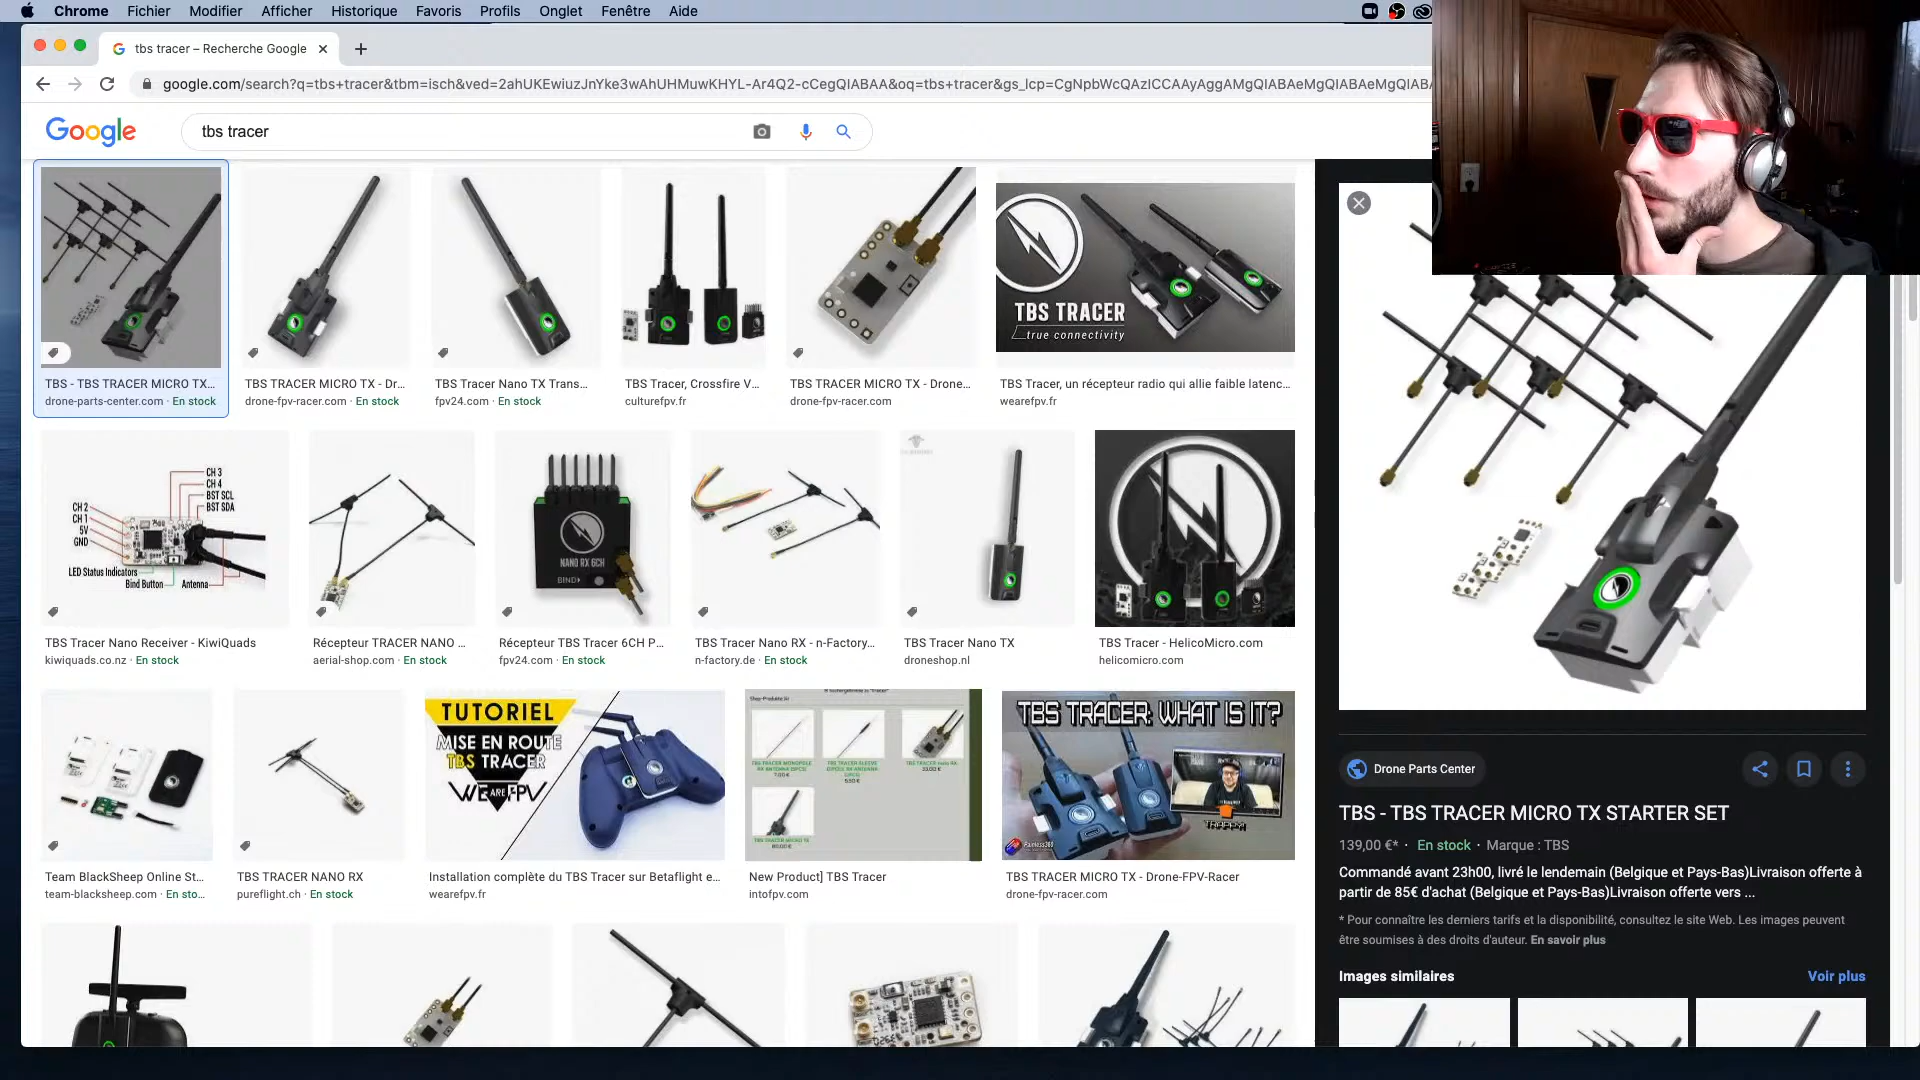 Chrome Fichier Modifier Afficher Historique Favoris Profils Onglet Fenêtre Aide
tbs tracer – Recherche Google
google.com/search?q=tbs+tracer&tbm=isch&ved=2ahUKEwiuzJnYke3wAhUHMuwKHYL-Ar4Q2-cCegQIABAA&oq=tbs+tracer&gs_lcp=CgNpbWcQAzICCAAyAggAMgQIABAeMgQIABAeMgQIABA
Google
tbs tracer
TBS TRACER
true connectivity
TBS - TBS TRACER MICRO TX...
drone-parts-center.com · En stock
TBS TRACER MICRO TX - Dr...
drone-fpv-racer.com · En stock
TBS Tracer Nano TX Trans...
fpv24.com · En stock
TBS Tracer, Crossfire V...
culturefpv.fr
TBS TRACER MICRO TX - Drone...
drone-fpv-racer.com
TBS Tracer, un récepteur radio qui allie faible latenc...
wearefpv.fr
CH 3
CH 4
BST SCL
BST SDA
CH 2
CH 1
5V
GND
LED Status Indicators
Bind Button
Antenna
NANO RX 6CH
BIND
TBS Tracer Nano Receiver - KiwiQuads
kiwiquads.co.nz · En stock
Récepteur TRACER NANO ...
aerial-shop.com · En stock
Récepteur TBS Tracer 6CH P...
fpv24.com · En stock
TBS Tracer Nano RX - n-Factory...
n-factory.de · En stock
TBS Tracer Nano TX
droneshop.nl
TBS Tracer - HelicoMicro.com
helicomicro.com
TUTORIEL
MISE EN ROUTE
TBS TRACER
WE ARE FPV
TBS TRACER: WHAT IS IT?
Painless360
TRAPPY!
Team BlackSheep Online St...
team-blacksheep.com · En sto...
TBS TRACER NANO RX
pureflight.ch · En stock
Installation complète du TBS Tracer sur Betaflight e...
wearefpv.fr
New Product] TBS Tracer
intofpv.com
TBS TRACER MICRO TX - Drone-FPV-Racer
drone-fpv-racer.com
Drone Parts Center
TBS - TBS TRACER MICRO TX STARTER SET
139,00 €* · En stock · Marque : TBS
Commandé avant 23h00, livré le lendemain (Belgique et Pays-Bas)Livraison offerte à
partir de 85€ d'achat (Belgique et Pays-Bas)Livraison offerte vers ...
* Pour connaître les derniers tarifs et la disponibilité, consultez le site Web. Les images peuvent
être soumises à des droits d'auteur. En savoir plus
Images similaires
Voir plus